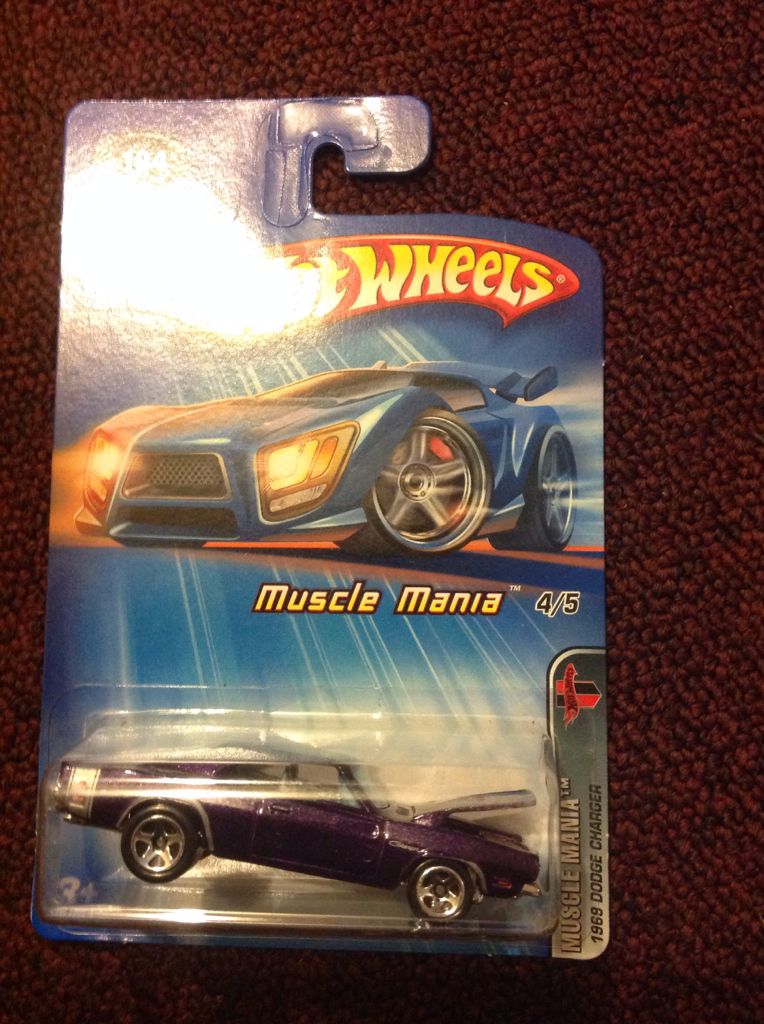 WHEELS®
Muscle Mania™ 4/5
MUSCLE MANIA™
1969 DODGE CHARGER
3+